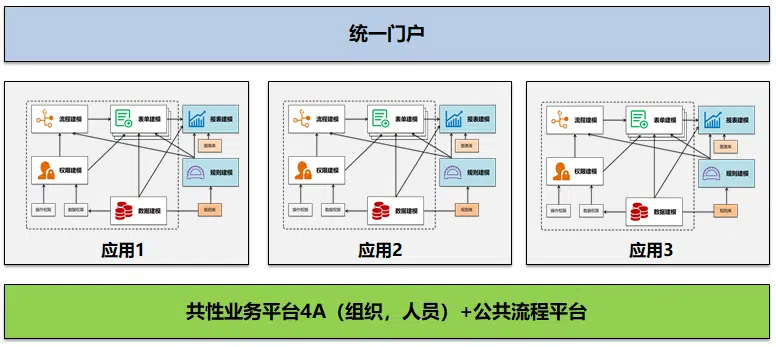 统一门户
流程建模
表单建模
报表建模
图表库
权限建模
规则建模
操作权限
数据权限
数据建模
规则库
应用1
流程建模
表单建模
报表建模
图表库
权限建模
规则建模
操作权限
数据权限
数据建模
规则库
应用2
流程建模
表单建模
报表建模
图表库
权限建模
规则建模
操作权限
数据权限
数据建模
规则库
应用3
共性业务平台4A（组织，人员）+公共流程平台